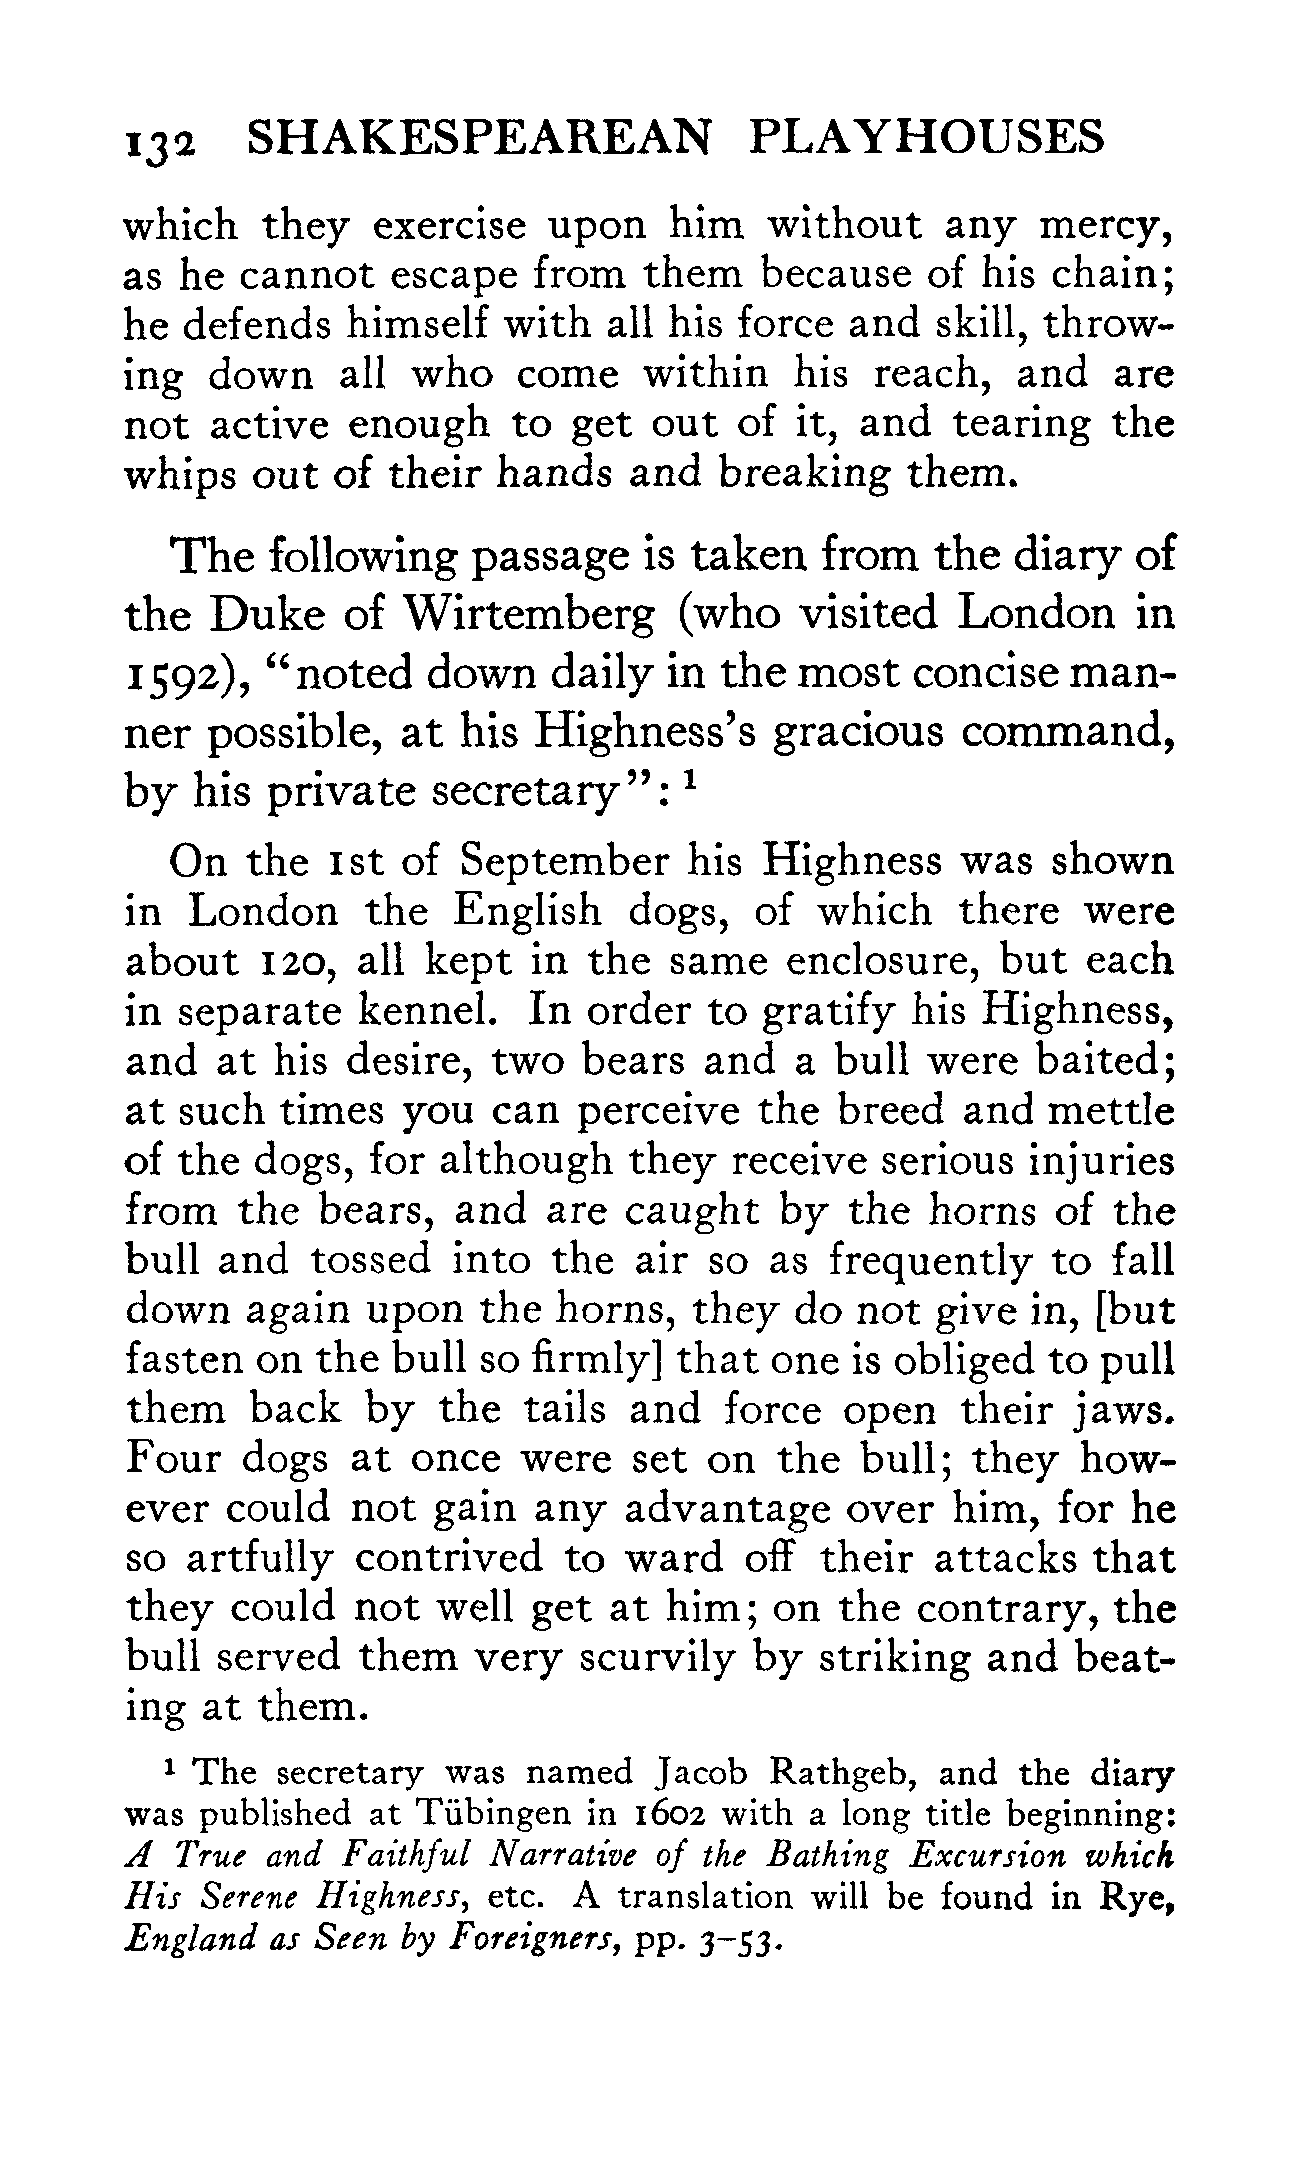 132 SHAKESPEAREAN PLAYHOUSES
which they exercise upon him without any mercy,
as he cannot escape from them because of his chain;
he defends himself with all his force and skill, throw-
ing down all who come within his reach, and are
not active enough to get out of it, and tearing the
whips out of their hands and breaking them.
The following passage is taken from the diary of
the Duke of Wirtemberg (who visited London in
1592), “noted down daily in the most concise man-
ner possible, at his Highness’s gracious command,
by his private secretary”: ¹
On the 1st of September his Highness was shown
in London the English dogs, of which there were
about 120, all kept in the same enclosure, but each
in separate kennel. In order to gratify his Highness,
and at his desire, two bears and a bull were baited;
at such times you can perceive the breed and mettle
of the dogs, for although they receive serious injuries
from the bears, and are caught by the horns of the
bull and tossed into the air so as frequently to fall
down again upon the horns, they do not give in, [but
fasten on the bull so firmly] that one is obliged to pull
them back by the tails and force open their jaws.
Four dogs at once were set on the bull; they how-
ever could not gain any advantage over him, for he
so artfully contrived to ward off their attacks that
they could not well get at him; on the contrary, the
bull served them very scurvily by striking and beat-
ing at them.
¹ The secretary was named Jacob Rathgeb, and the diary
was published at Tübingen in 1602 with a long title beginning:
A True and Faithful Narrative of the Bathing Excursion which
His Serene Highness, etc. A translation will be found in Rye,
England as Seen by Foreigners, pp. 3–53.